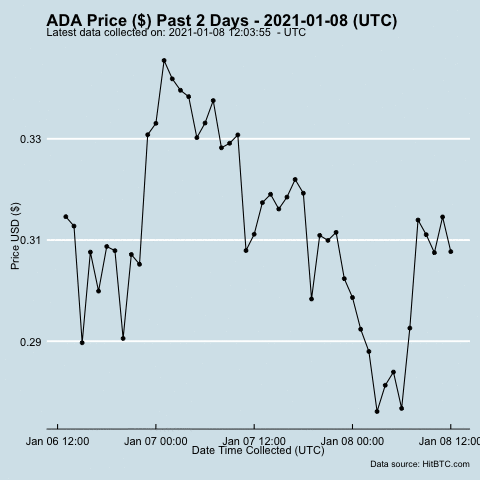 ADA Price ($) Past 2 Days - 2021-01-08 (UTC)
Latest data collected on: 2021-01-08 12:03:55 - UTC
0.33
0.31
0.29
Price USD ($)
Jan 06 12:00 Jan 07 00:00 Jan 07 12:00 Jan 08 00:00 Jan 08 12:00
Date Time Collected (UTC)
Data source: HitBTC.com